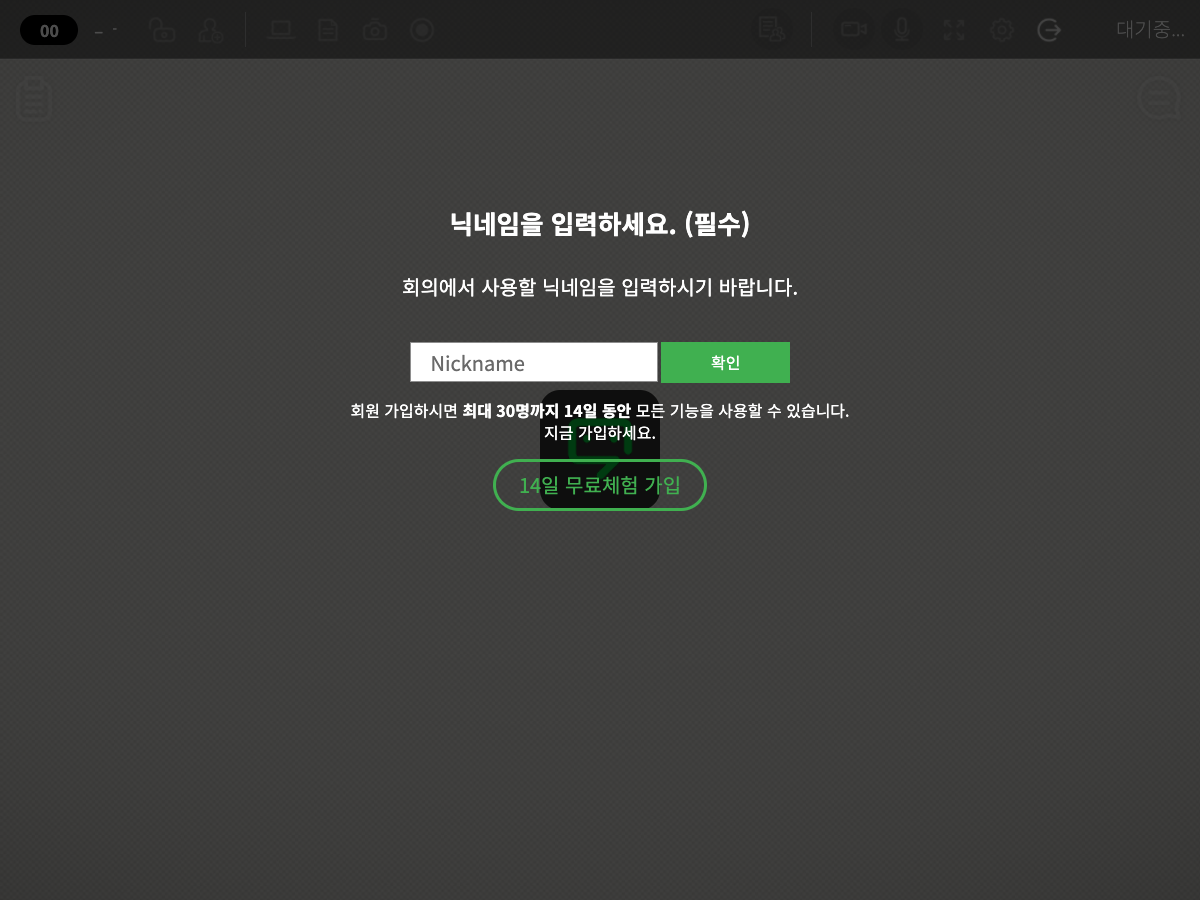 00
대기중...
닉네임을 입력하세요. (필수)
회의에서 사용할 닉네임을 입력하시기 바랍니다.
Nickname 확인
회원 가입하시면 최대 30명까지 14일 동안 모든 기능을 사용할 수 있습니다.
지금 가입하세요.
14일 무료체험 가입